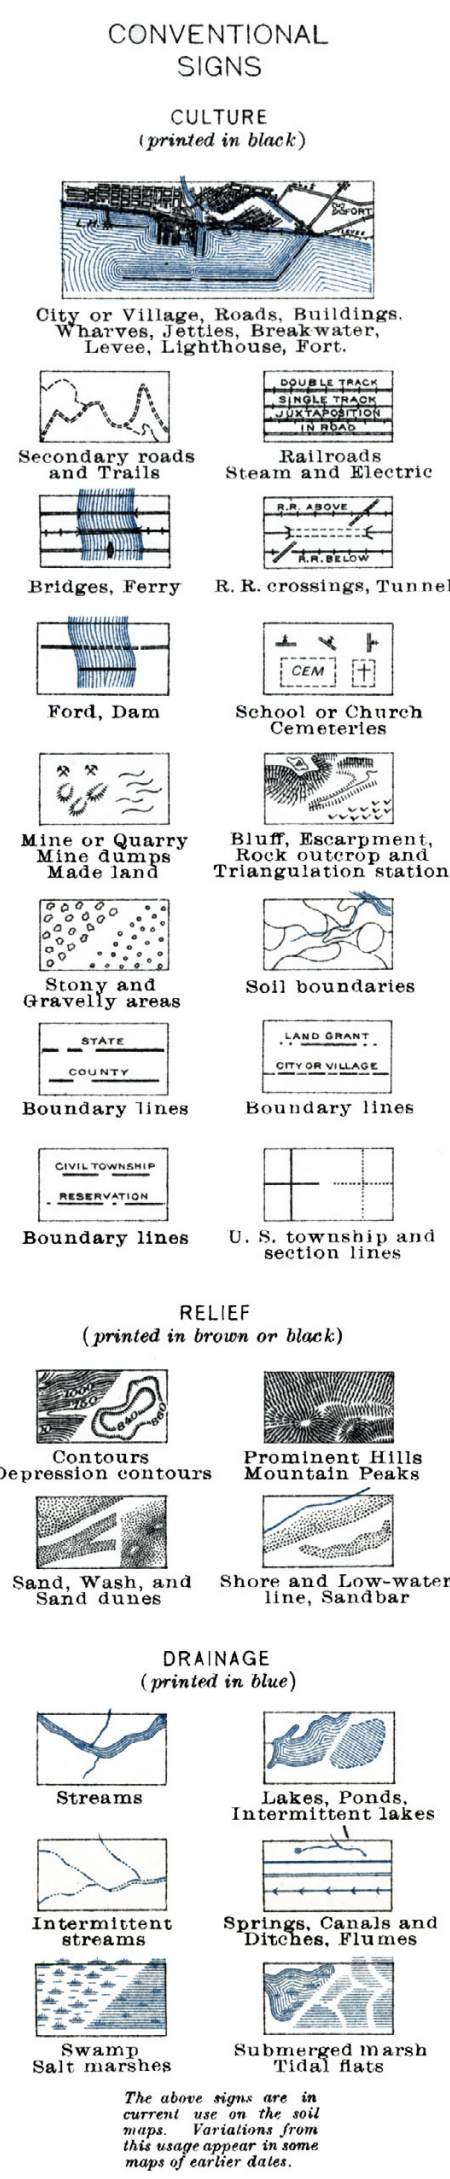 CONVENTIONAL
SIGNS
CULTURE
(printed in black)
L.H.
FORT
LEVEE
City or Village, Roads, Buildings.
Wharves, Jetties, Breakwater,
Levee, Lighthouse, Fort.
Secondary roads
and Trails
DOUBLE TRACK
SINGLE TRACK
JUXTAPOSITION
IN ROAD
Railroads
Steam and Electric
Bridges, Ferry
R.R. ABOVE
R.R. BELOW
R. R. crossings, Tunnel
Ford, Dam
CEM
School or Church
Cemeteries
Mine or Quarry
Mine dumps
Made land
Bluff, Escarpment,
Rock outcrop and
Triangulation station
Stony and
Gravelly areas
Soil boundaries
STATE
COUNTY
Boundary lines
LAND GRANT
CITY OR VILLAGE
Boundary lines
CIVIL TOWNSHIP
RESERVATION
Boundary lines
U. S. township and
section lines
RELIEF
(printed in brown or black)
1000
750
840
860
Contours
Depression contours
Prominent Hills
Mountain Peaks
Sand, Wash, and
Sand dunes
Shore and Low-water
line, Sandbar
DRAINAGE
(printed in blue)
Streams
Lakes, Ponds,
Intermittent lakes
Intermittent
streams
Springs, Canals and
Ditches, Flumes
Swamp
Salt marshes
Submerged marsh
Tidal flats
The above signs are in
current use on the soil
maps. Variations from
this usage appear in some
maps of earlier dates.